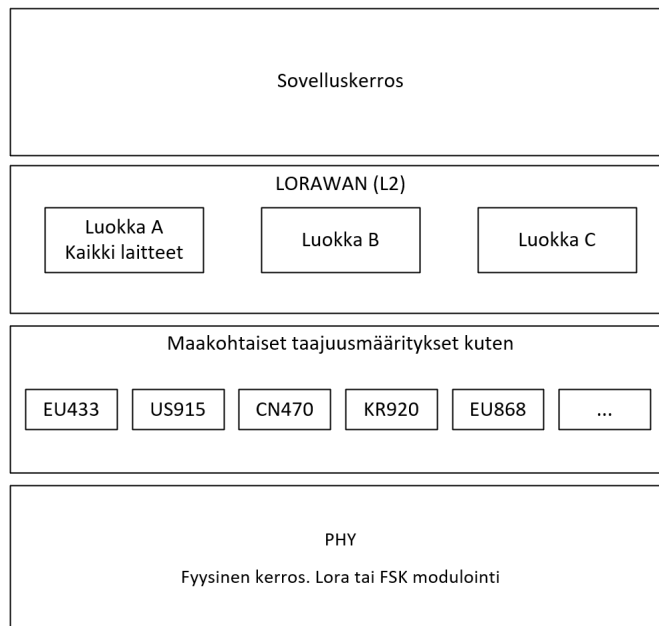 Sovelluskerros
LORAWAN (L2)
Luokka A
Kaikki laitteet
Luokka B
Luokka C
Maakohtaiset taajuusmääritykset kuten
EU433
US915
CN470
KR920
EU868
...
PHY
Fyysinen kerros. Lora tai FSK modulointi